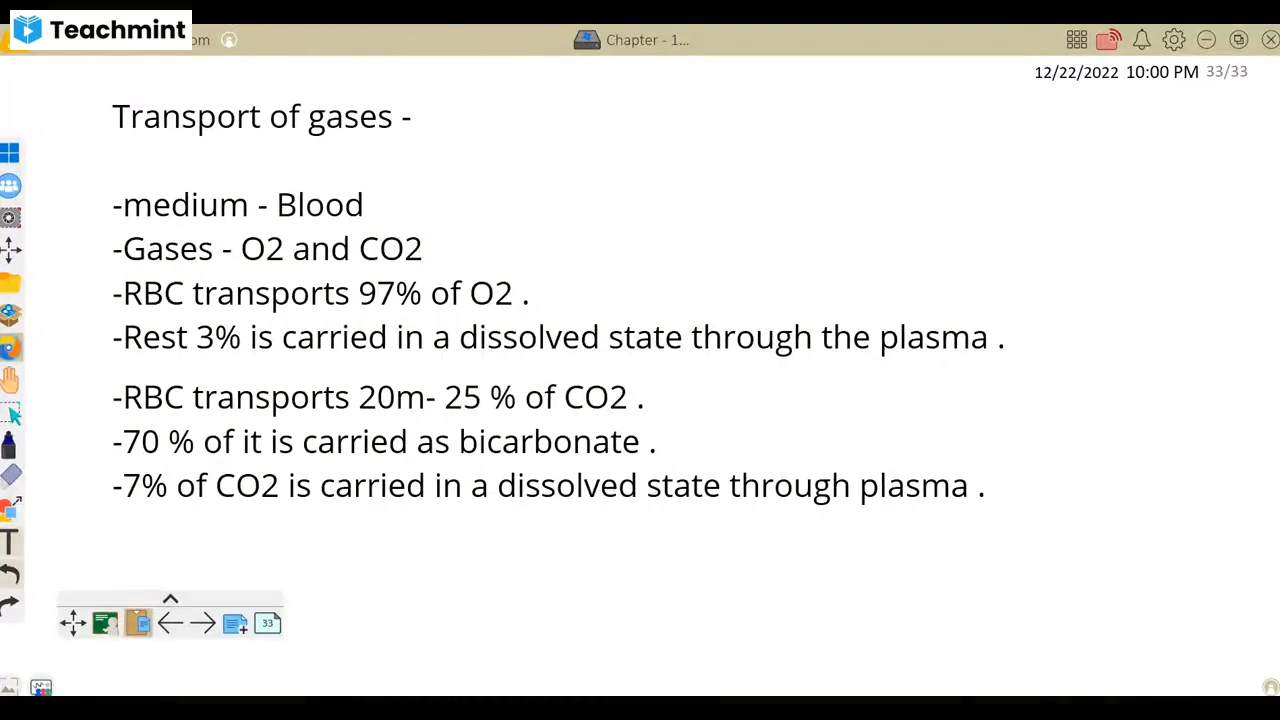 Teachmint
om
Chapter - 1...
12/22/2022 10:00 PM 33/33
Transport of gases -
-medium - Blood
-Gases - O2 and CO2
-RBC transports 97% of O2 .
-Rest 3% is carried in a dissolved state through the plasma .
-RBC transports 20m- 25 % of CO2 .
-70 % of it is carried as bicarbonate .
-7% of CO2 is carried in a dissolved state through plasma .
33